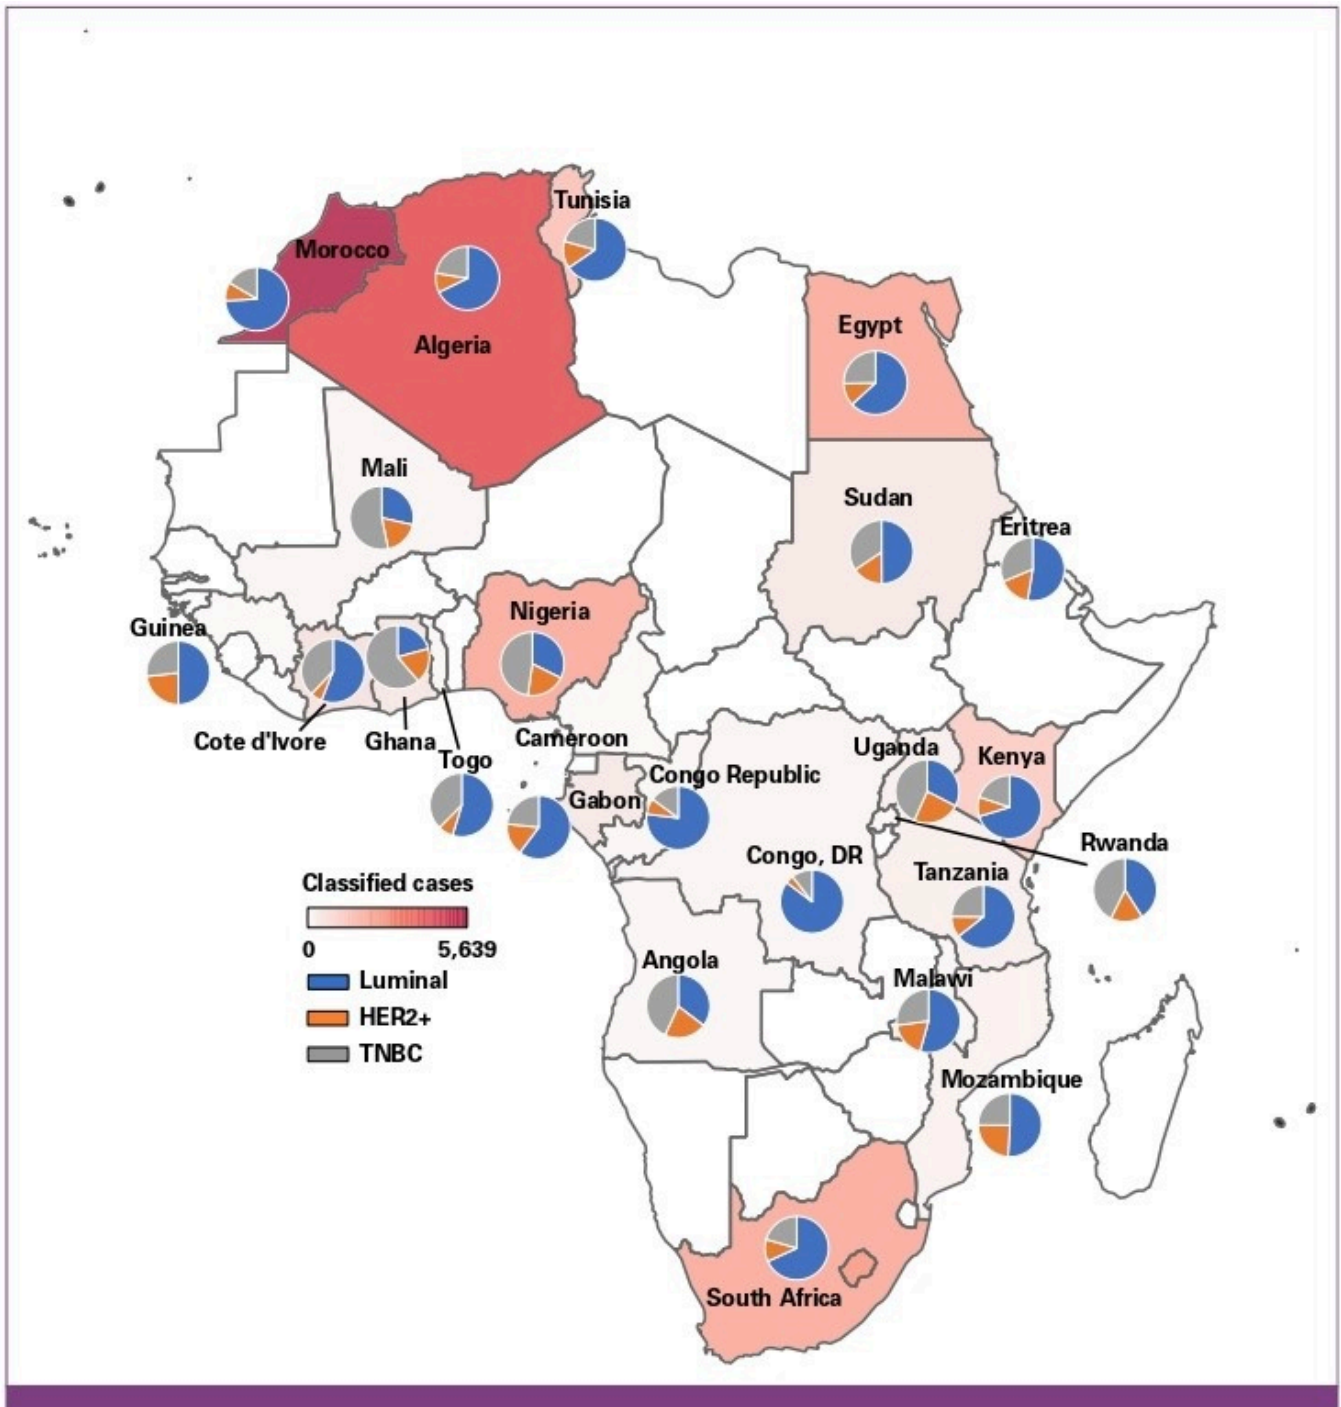 Tunisia
Morocco
Algeria
Egypt
Mali
Sudan
Eritrea
Nigeria
Guinea
Cote d'Ivore
Ghana
Togo
Cameroon
Uganda
Kenya
Congo Republic
Gabon
Rwanda
Congo, DR
Tanzania
Classified cases
0 5,639
Luminal
HER2+
TNBC
Angola
Malawi
Mozambique
South Africa